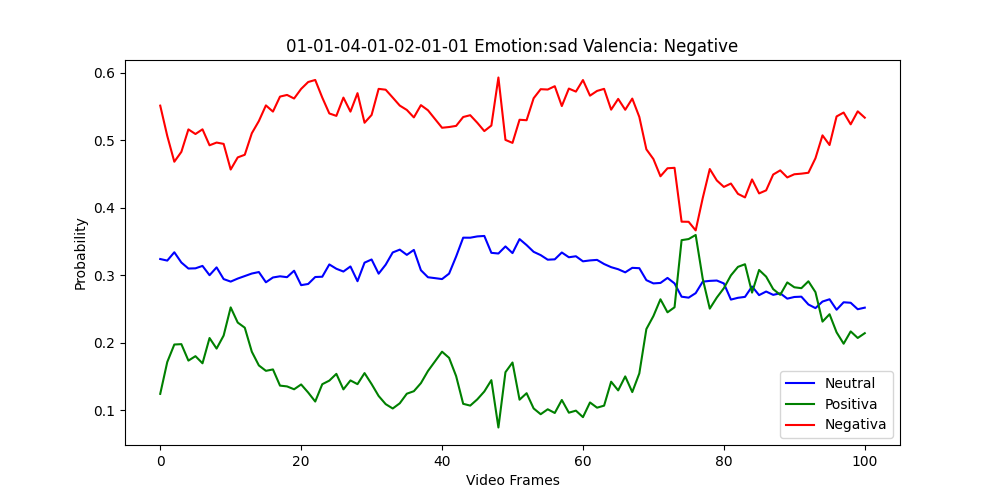 01-01-04-01-02-01-01 Emotion:sad Valencia: Negative
Probability
0.6
0.5
0.4
0.3
0.2
0.1
0 20 40 60 80 100
Video Frames
Neutral
Positiva
Negativa